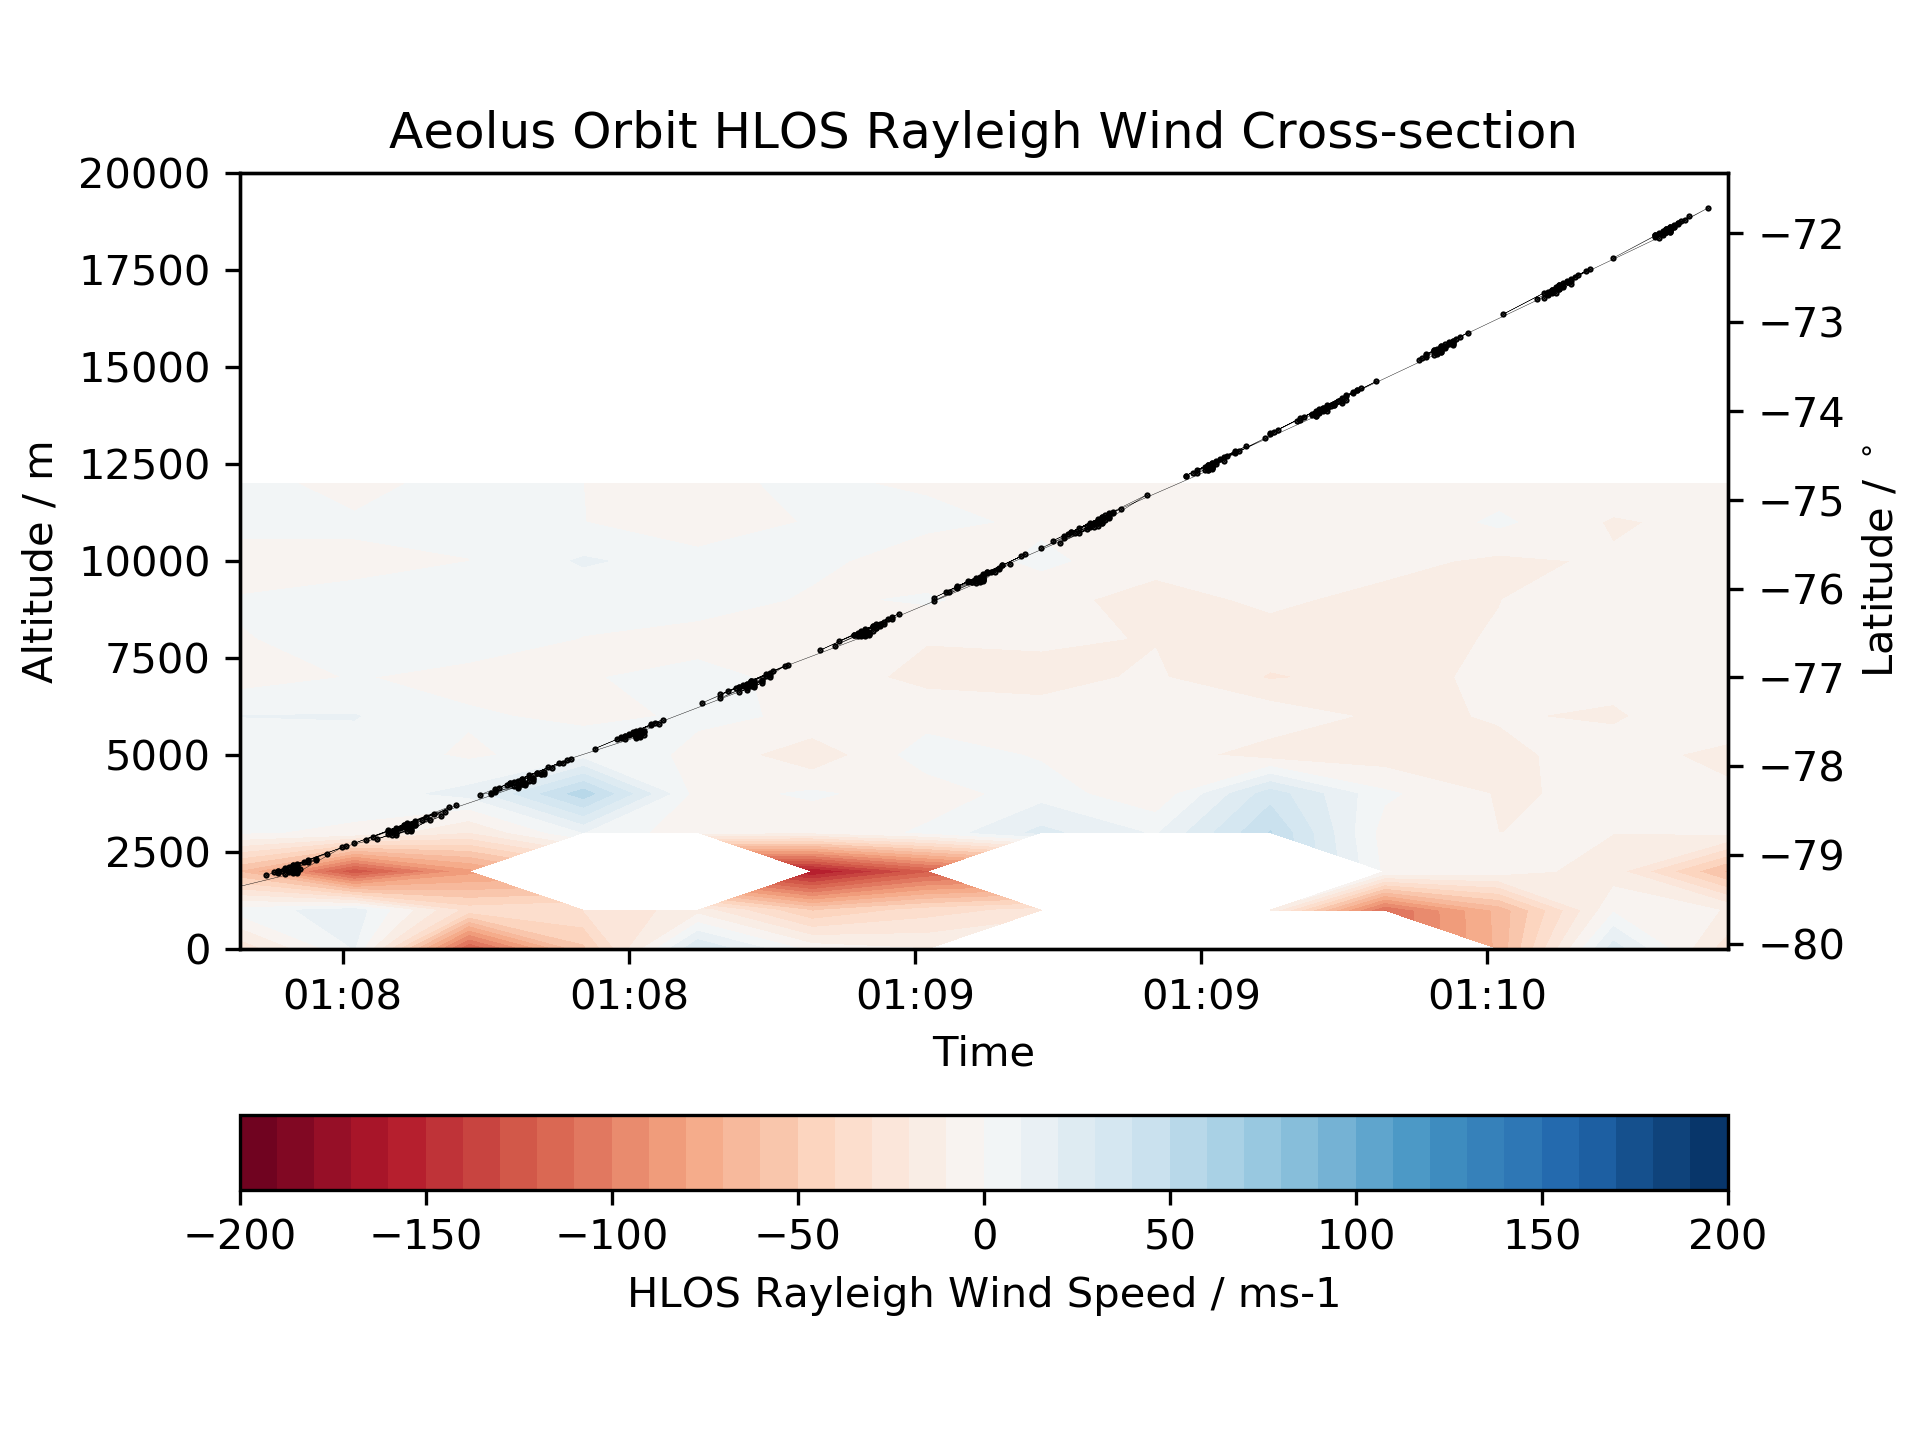 Aeolus Orbit HLOS Rayleigh Wind Cross-section
20000
17500
15000
12500
10000
7500
5000
2500
0
Altitude / m
−72
−73
−74
−75
−76
−77
−78
−79
−80
Latitude / °
01:08 01:08 01:09 01:09 01:10
Time
−200 −150 −100 −50 0 50 100 150 200
HLOS Rayleigh Wind Speed / ms-1